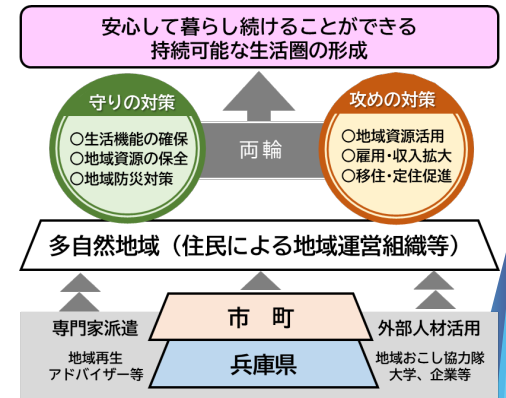 安心して暮らし続けることができる
持続可能な生活圏の形成
守りの対策
○生活機能の確保
○地域資源の保全
○地域防災対策
両輪
攻めの対策
○地域資源活用
○雇用・収入拡大
○移住・定住促進
多自然地域（住民による地域運営組織等）
専門家派遣
地域再生
アドバイザー等
市　町
兵庫県
外部人材活用
地域おこし協力隊
大学、企業等